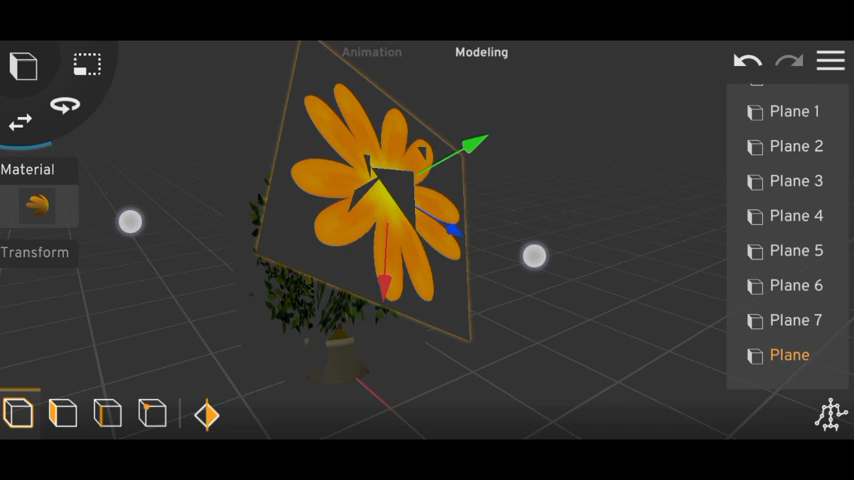 Animation Modeling
Material
Transform
Plane 1
Plane 2
Plane 3
Plane 4
Plane 5
Plane 6
Plane 7
Plane